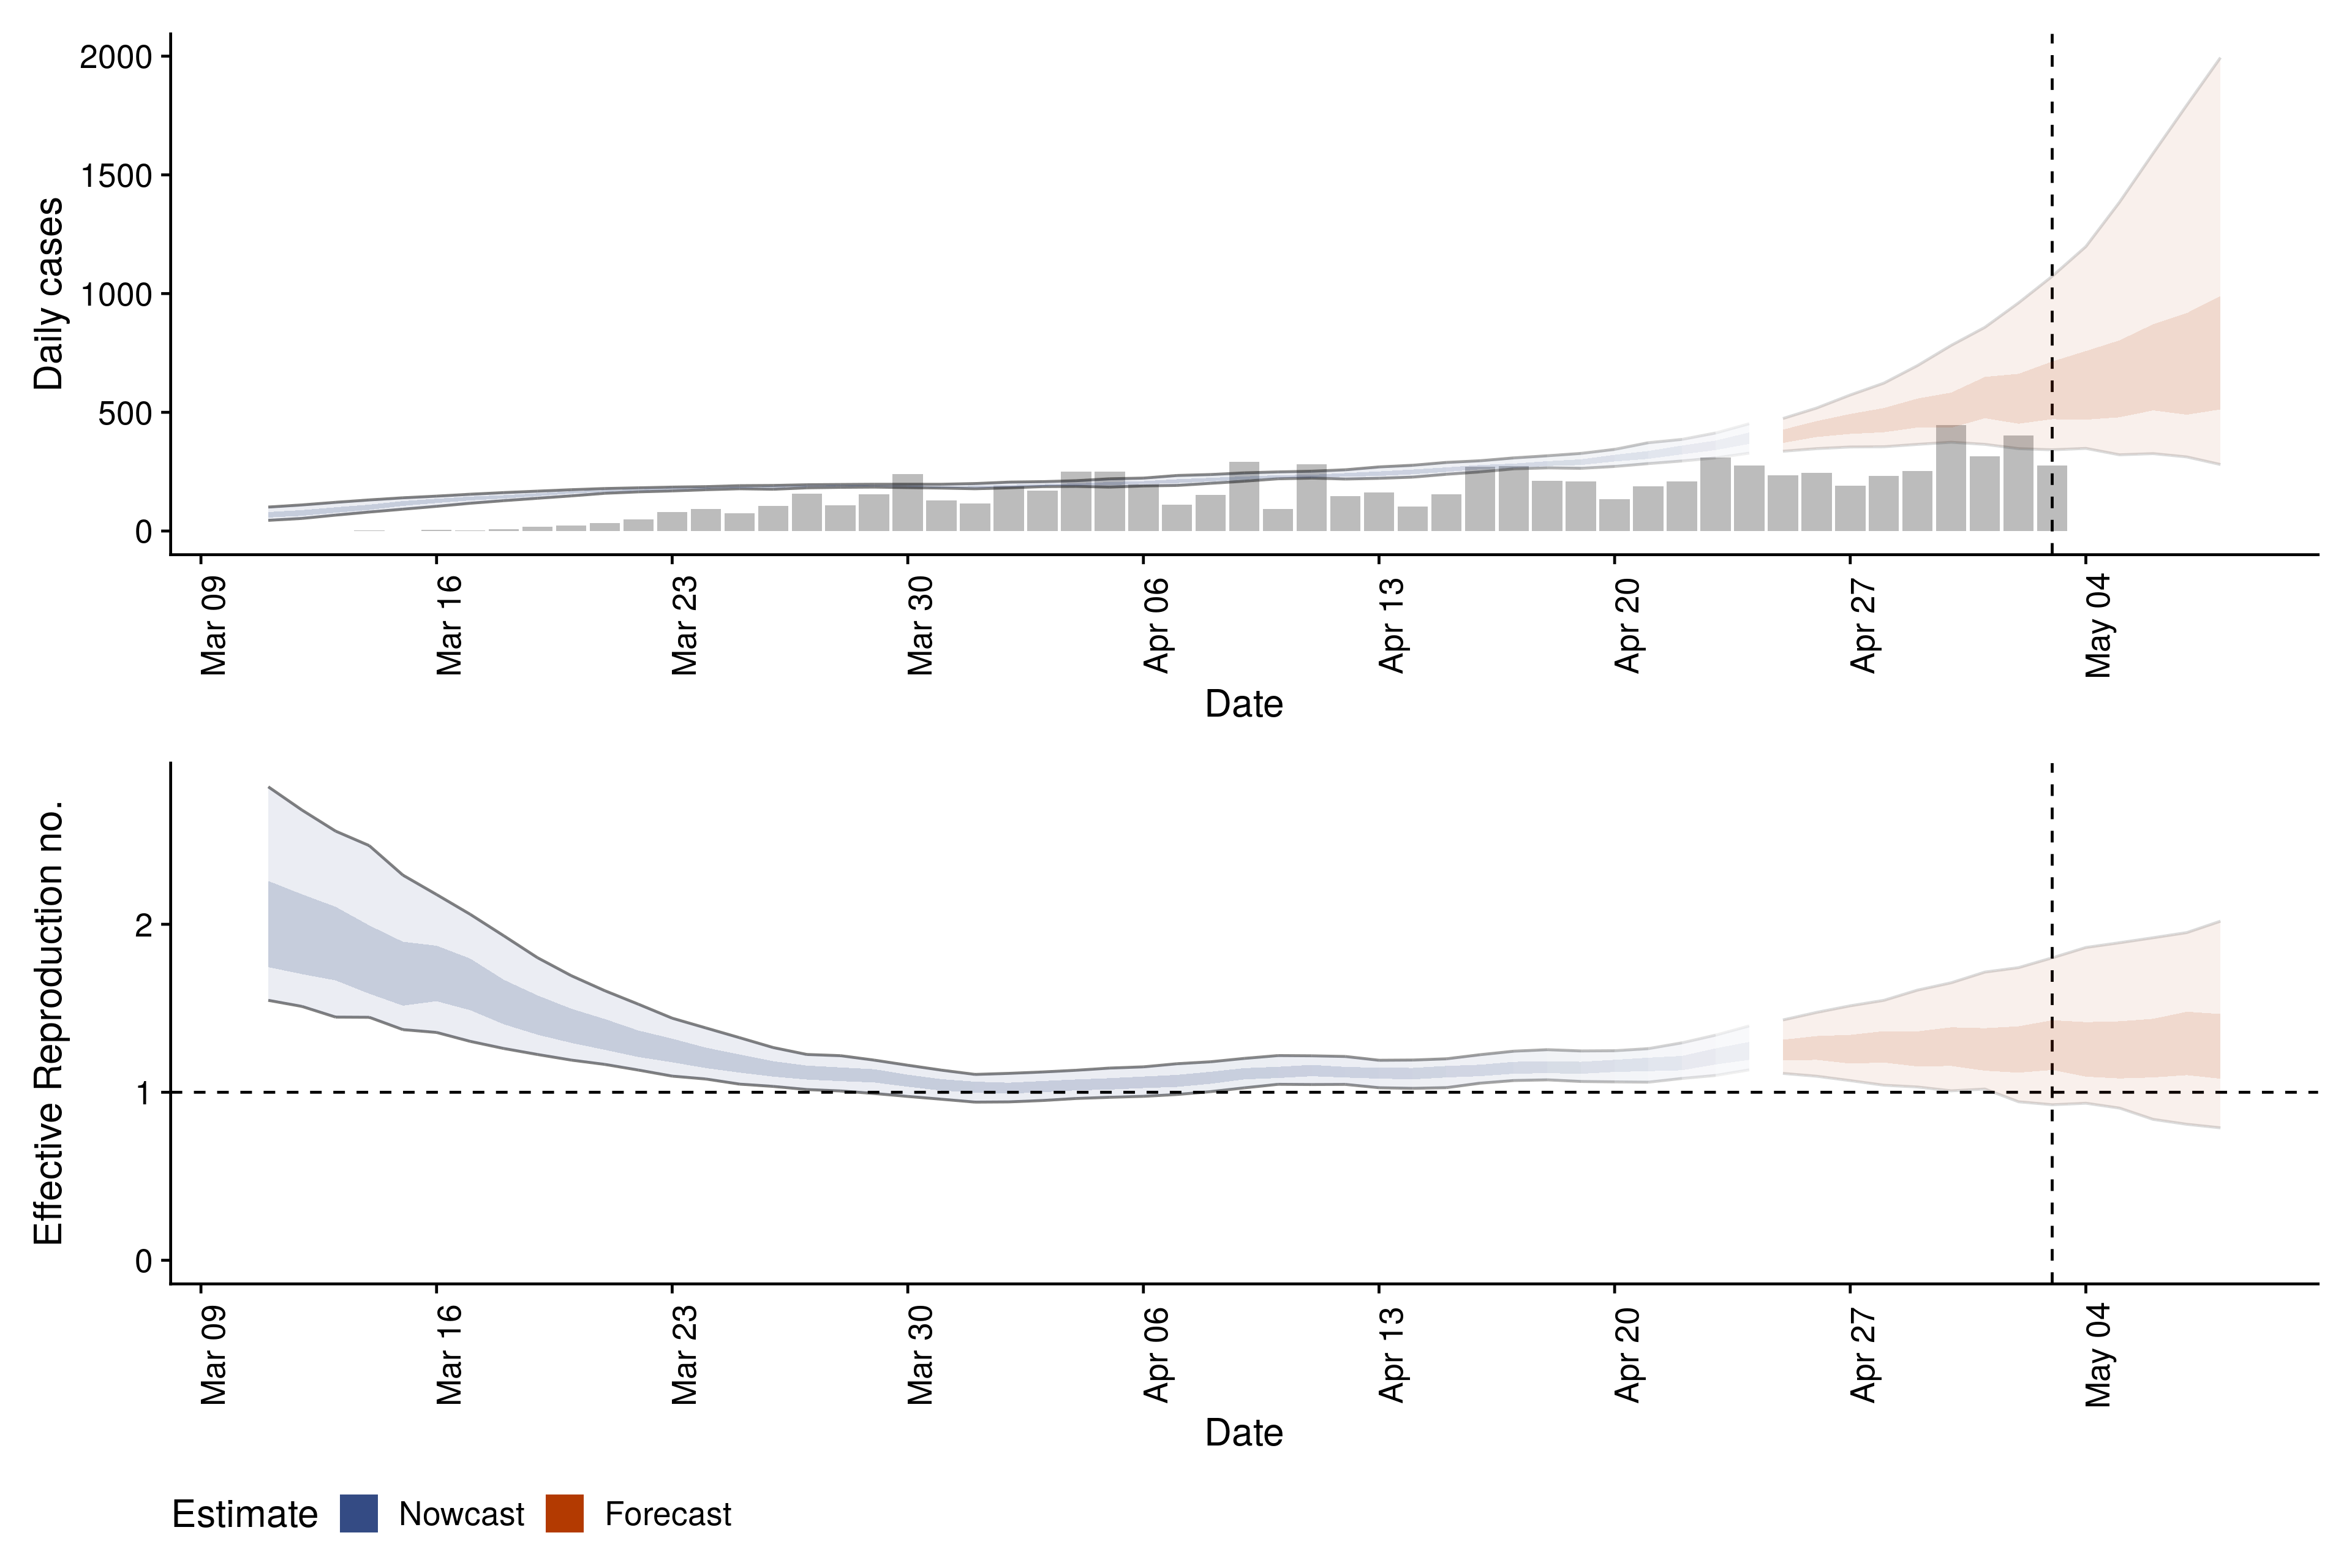 2000
1500
1000
500
0
Daily cases
Mar 09 Mar 16 Mar 23 Mar 30 Apr 06 Apr 13 Apr 20 Apr 27 May 04
Date
2
1
0
Effective Reproduction no.
Mar 09 Mar 16 Mar 23 Mar 30 Apr 06 Apr 13 Apr 20 Apr 27 May 04
Date
Estimate Nowcast Forecast